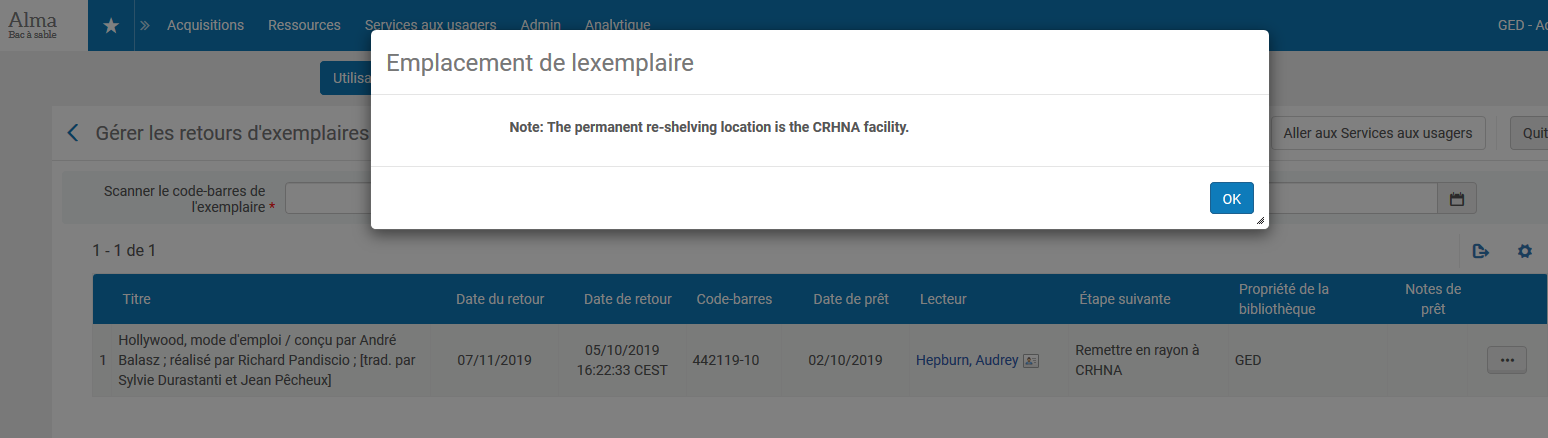 Alma
Bac à sable
Acquisitions
Ressources
Services aux usagers
Admin
Analytique
GED - Ac
Utilisa
Emplacement de lexemplaire
Note: The permanent re-shelving location is the CRHNA facility.
OK
Gérer les retours d'exemplaires
Aller aux Services aux usagers
Quit
Scanner le code-barres de
l'exemplaire *
1 - 1 de 1
Titre
Date du retour
Date de retour
Code-barres
Date de prêt
Lecteur
Étape suivante
Propriété de la
bibliothèque
Notes de
prêt
1
Hollywood, mode d'emploi / conçu par André
Balasz ; réalisé par Richard Pandiscio ; [trad. par
Sylvie Durastanti et Jean Pêcheux]
07/11/2019
05/10/2019
16:22:33 CEST
442119-10
02/10/2019
Hepburn, Audrey
Remettre en rayon à
CRHNA
GED